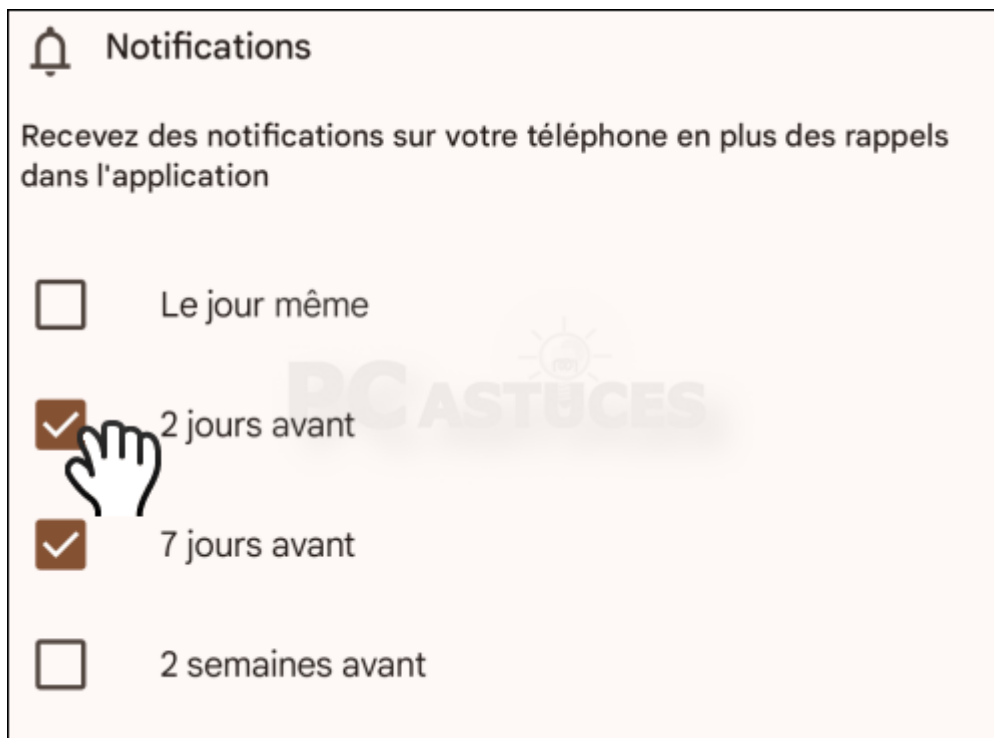 Notifications
Recevez des notifications sur votre téléphone en plus des rappels
dans l'application
Le jour même
PC ASTUCES
2 jours avant
7 jours avant
2 semaines avant